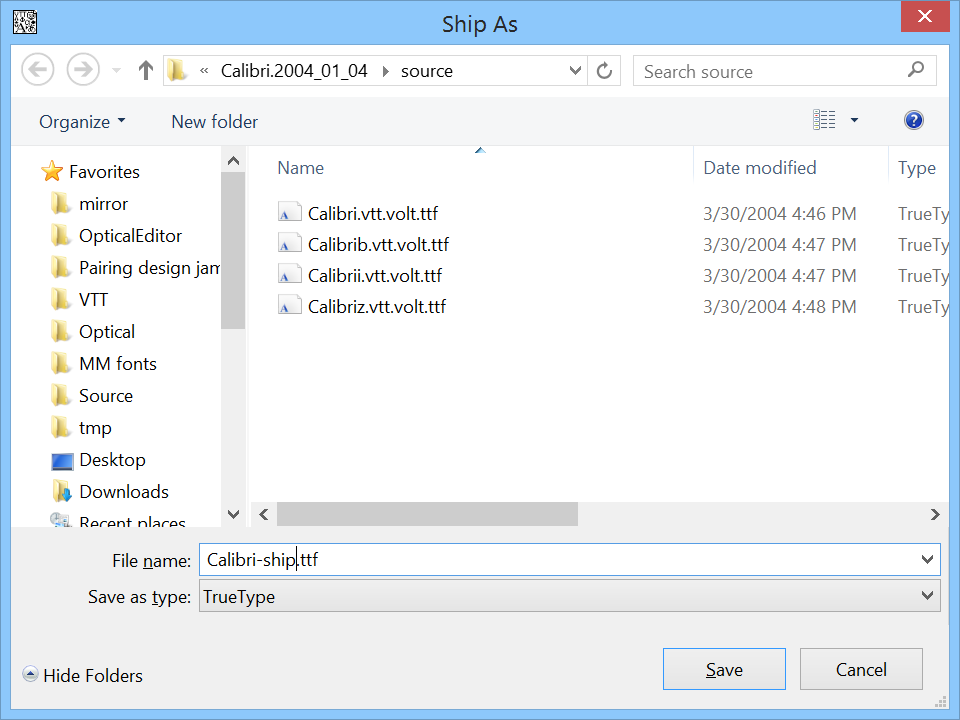 Ship As
« Calibri.2004_01_04 source
Search source
Organize New folder
Name Date modified Type
Favorites
mirror
OpticalEditor
Pairing design jam
VTT
Optical
MM fonts
Source
tmp
Desktop
Downloads
Recent places
Calibri.vtt.volt.ttf 3/30/2004 4:46 PM TrueTy
Calibrib.vtt.volt.ttf 3/30/2004 4:47 PM TrueTy
Calibrii.vtt.volt.ttf 3/30/2004 4:47 PM TrueTy
Calibriz.vtt.volt.ttf 3/30/2004 4:48 PM TrueTy
File name: Calibri-ship.ttf
Save as type: TrueType
Hide Folders
Save Cancel